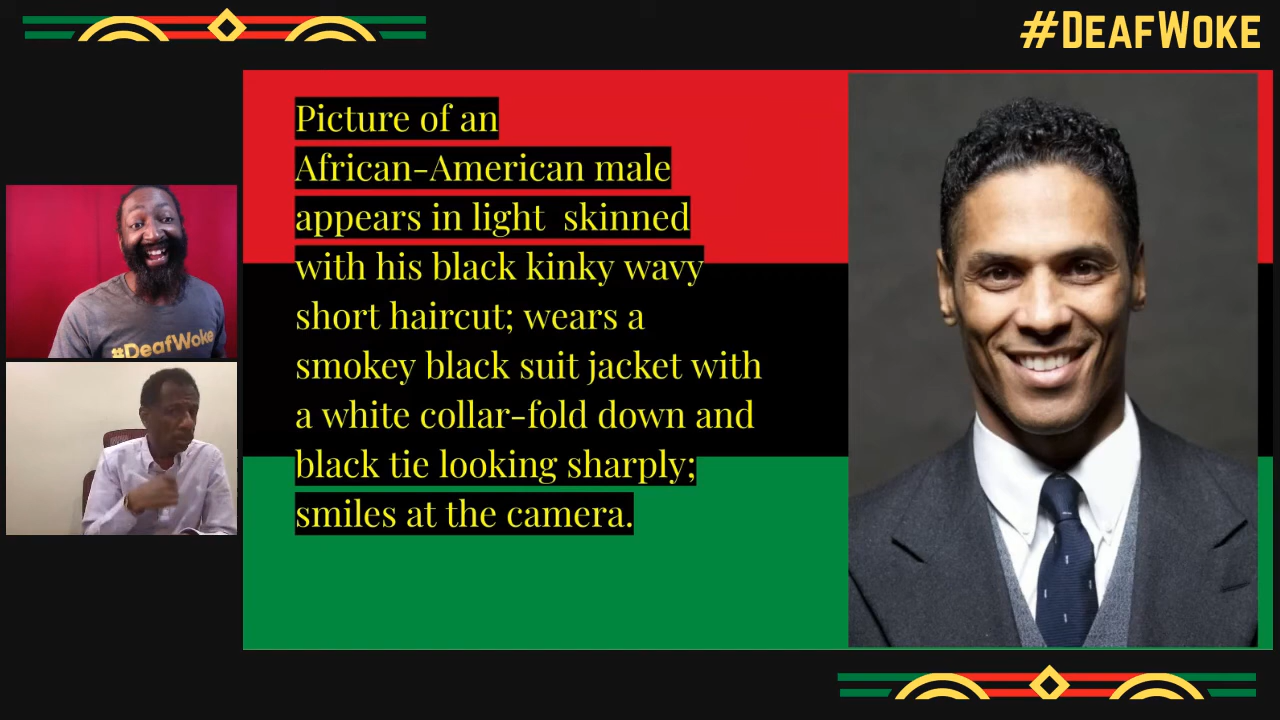 #DEAFWOKE
Picture of an
African-American male
appears in light  skinned
with his black kinky wavy
short haircut; wears a
smokey black suit jacket with
a white collar-fold down and
black tie looking sharply;
smiles at the camera.
#DeafWoke